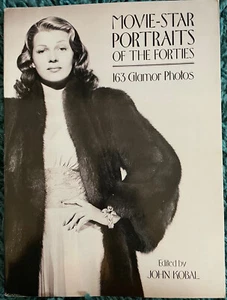 MOVIE-STAR
PORTRAITS
OF THE FORTIES
163 Glamor Photos
Edited by
JOHN KOBAL